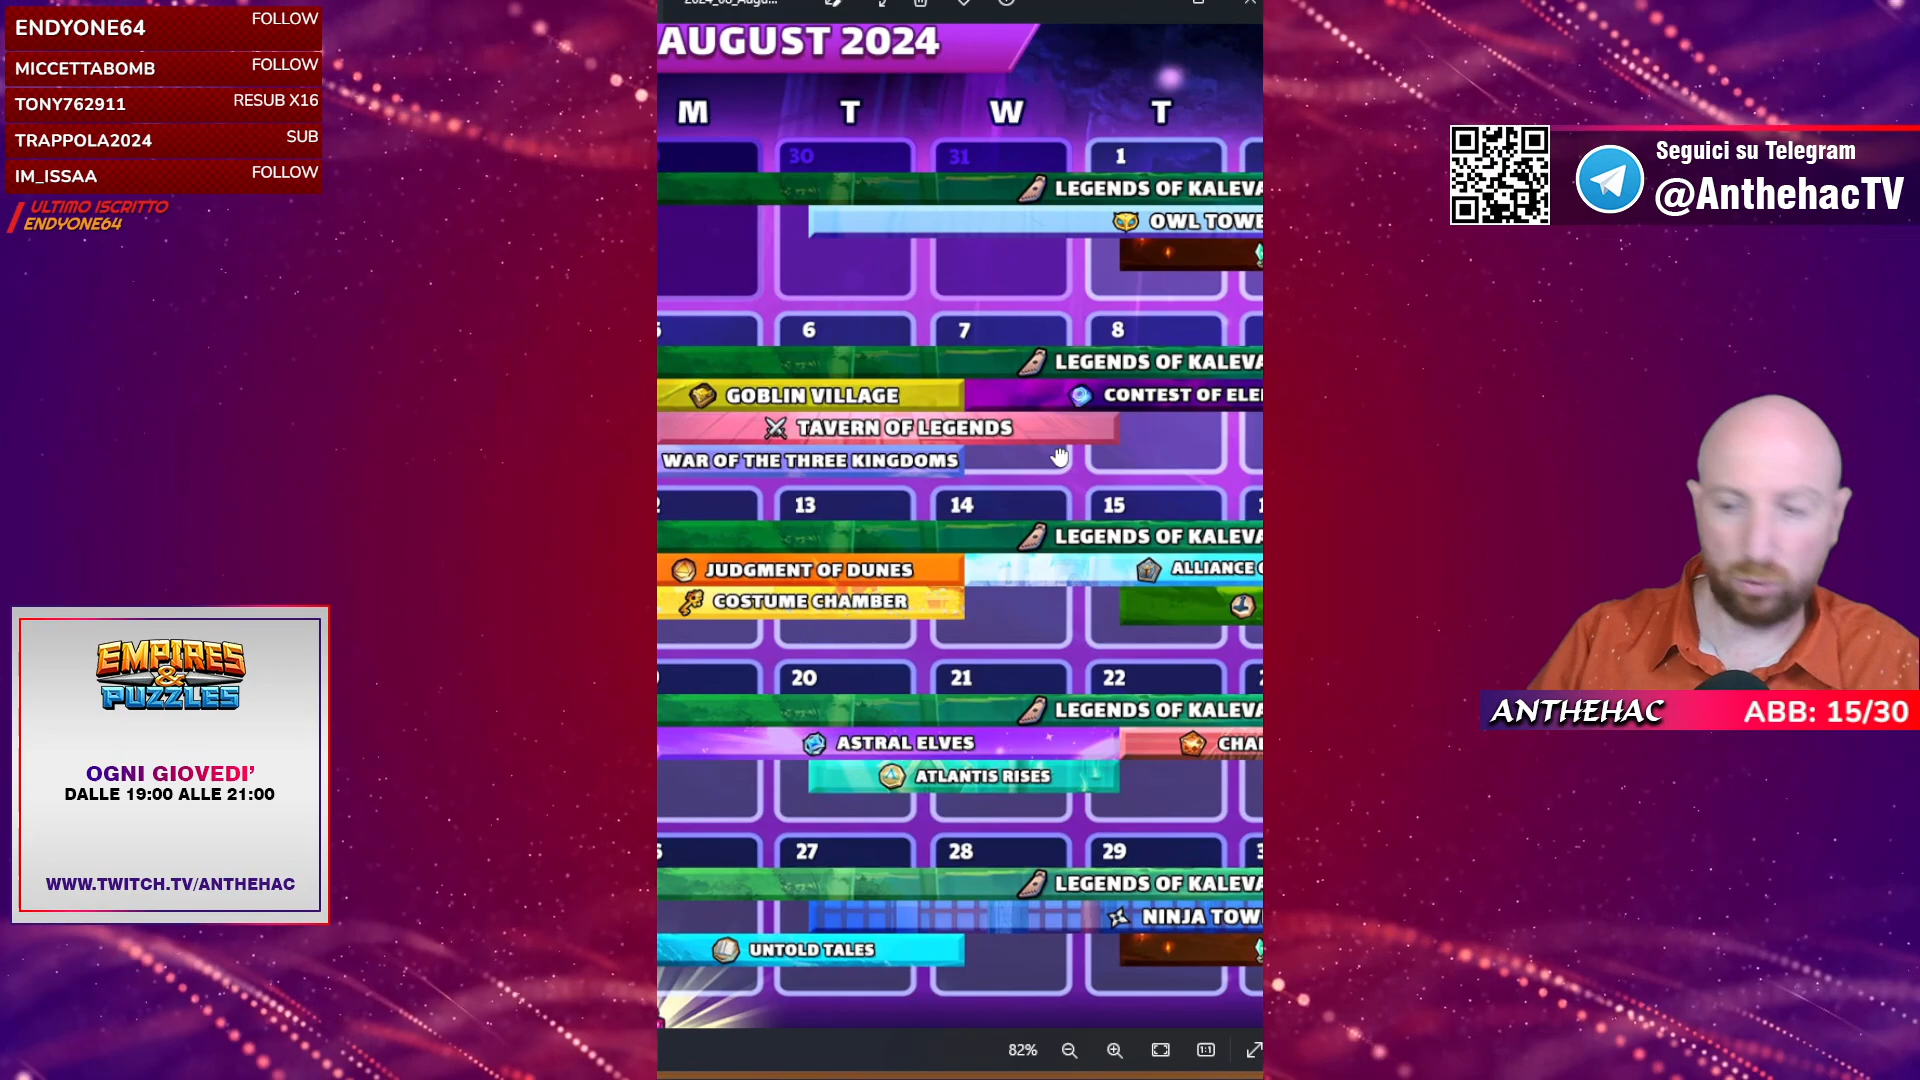 ENDYONE64 FOLLOW
MICCETTABOMB FOLLOW
TONY762911 RESUB X16
TRAPPOLA2024 SUB
IM_ISSAA FOLLOW
ULTIMO ISCRITTO
ENDYONE64
EMPIRES
&
PUZZLES
OGNI GIOVEDI'
DALLE 19:00 ALLE 21:00
WWW.TWITCH.TV/ANTHEHAC
AUGUST 2024
M T W T
30 31 1
LEGENDS OF KALEVA
OWL TOWE
6 7 8
LEGENDS OF KALEVA
GOBLIN VILLAGE CONTEST OF ELE
TAVERN OF LEGENDS
WAR OF THE THREE KINGDOMS
13 14 15
LEGENDS OF KALEVA
JUDGMENT OF DUNES ALLIANCE
COSTUME CHAMBER
20 21 22
LEGENDS OF KALEVA
ASTRAL ELVES CHA
ATLANTIS RISES
27 28 29
LEGENDS OF KALEVA
NINJA TOW
UNTOLD TALES
82%
1:1
Seguici su Telegram
@AnthehacTV
ANTHEHAC ABB: 15/30